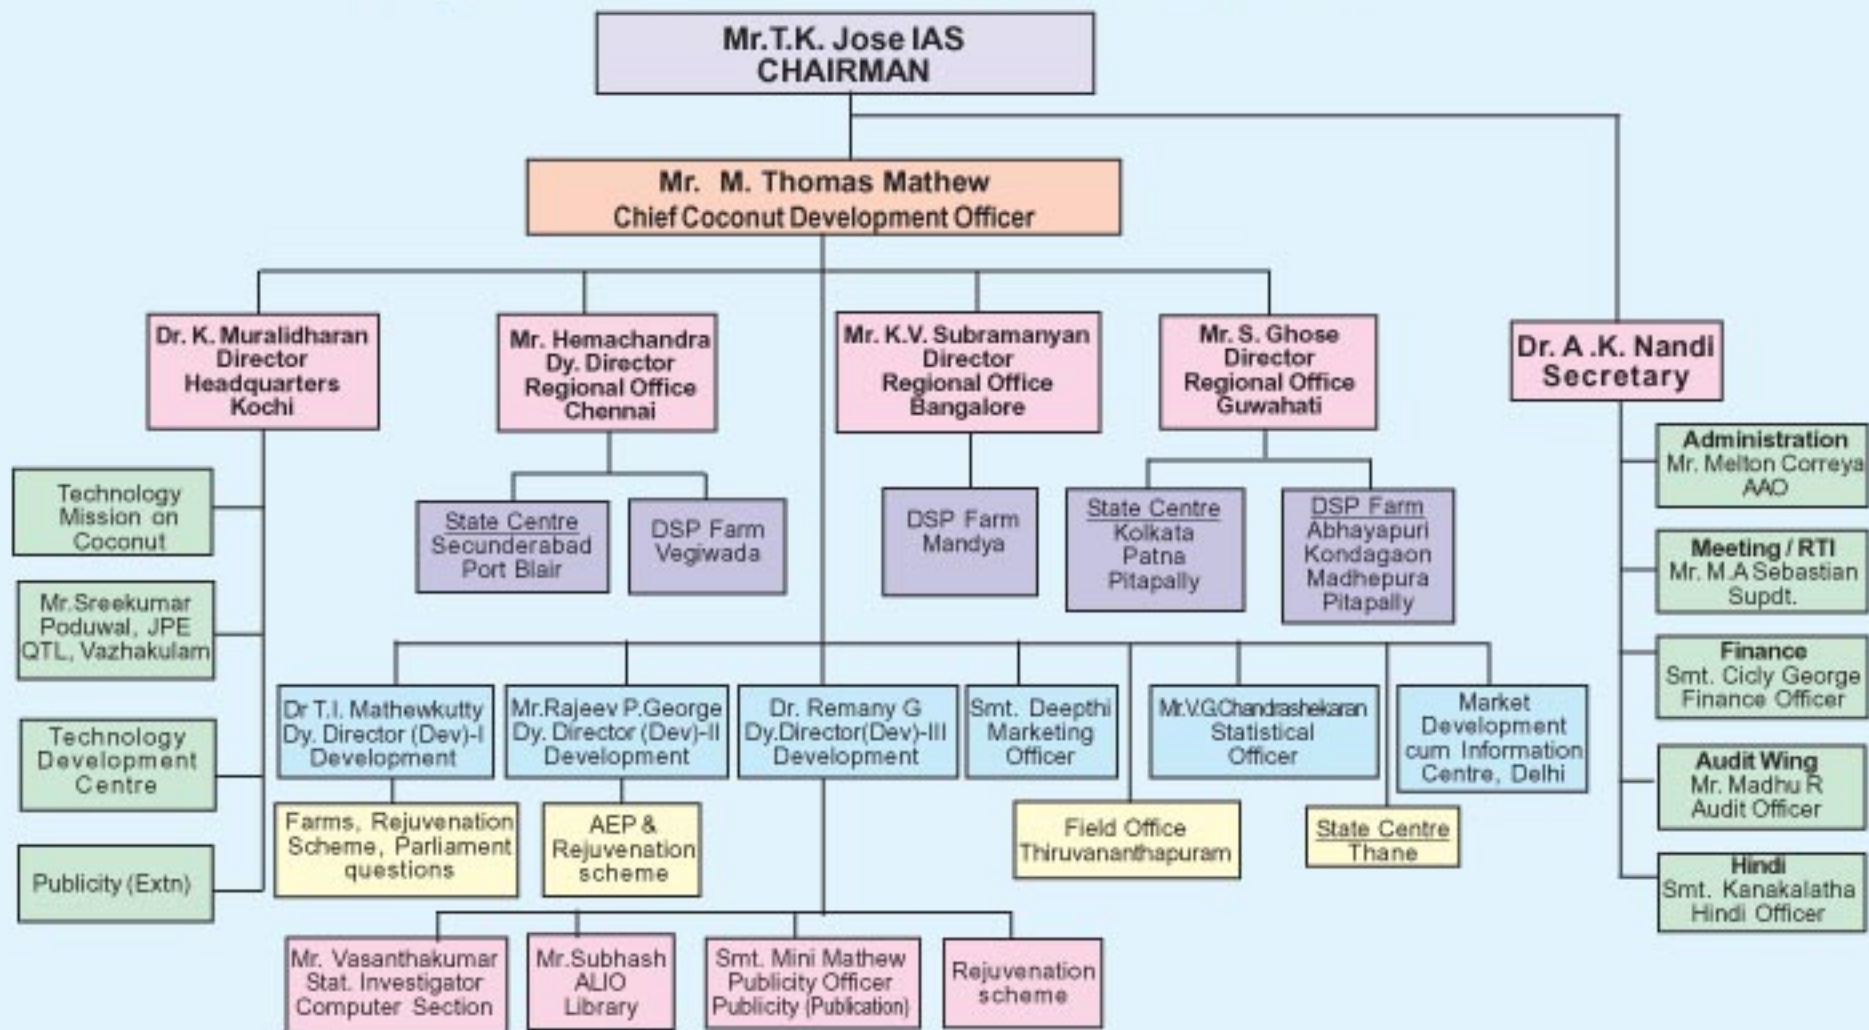 Mr.T.K. Jose IAS
CHAIRMAN
Mr. M. Thomas Mathew
Chief Coconut Development Officer
Dr. K. Muralidharan
Director
Headquarters
Kochi
Mr. Hemachandra
Dy. Director
Regional Office
Chennai
Mr. K.V. Subramanyan
Director
Regional Office
Bangalore
Mr. S. Ghose
Director
Regional Office
Guwahati
Dr. A .K. Nandi
Secretary
Technology
Mission on
Coconut
Mr.Sreekumar
Poduwal, JPE
QTL, Vazhakulam
Technology
Development
Centre
Publicity (Extn)
State Centre
Secunderabad
Port Blair
DSP Farm
Vegiwada
DSP Farm
Mandya
State Centre
Kolkata
Patna
Pitapally
DSP Farm
Abhayapuri
Kondagaon
Madhepura
Pitapally
Administration
Mr. Melton Correya
AAO
Meeting / RTI
Mr. M.A Sebastian
Supdt.
Finance
Smt. Cicly George
Finance Officer
Audit Wing
Mr. Madhu R
Audit Officer
Hindi
Smt. Kanakalatha
Hindi Officer
Dr T.I. Mathewkutty
Dy. Director (Dev)-I
Development
Mr.Rajeev P.George
Dy. Director (Dev)-II
Development
Dr. Remany G
Dy.Director(Dev)-III
Development
Smt. Deepthi
Marketing
Officer
Mr.V.G.Chandrashekaran
Statistical
Officer
Market
Development
cum Information
Centre, Delhi
Farms, Rejuvenation
Scheme, Parliament
questions
AEP &
Rejuvenation
scheme
Field Office
Thiruvananthapuram
State Centre
Thane
Mr. Vasanthakumar
Stat. Investigator
Computer Section
Mr.Subhash
ALIO
Library
Smt. Mini Mathew
Publicity Officer
Publicity (Publication)
Rejuvenation
scheme